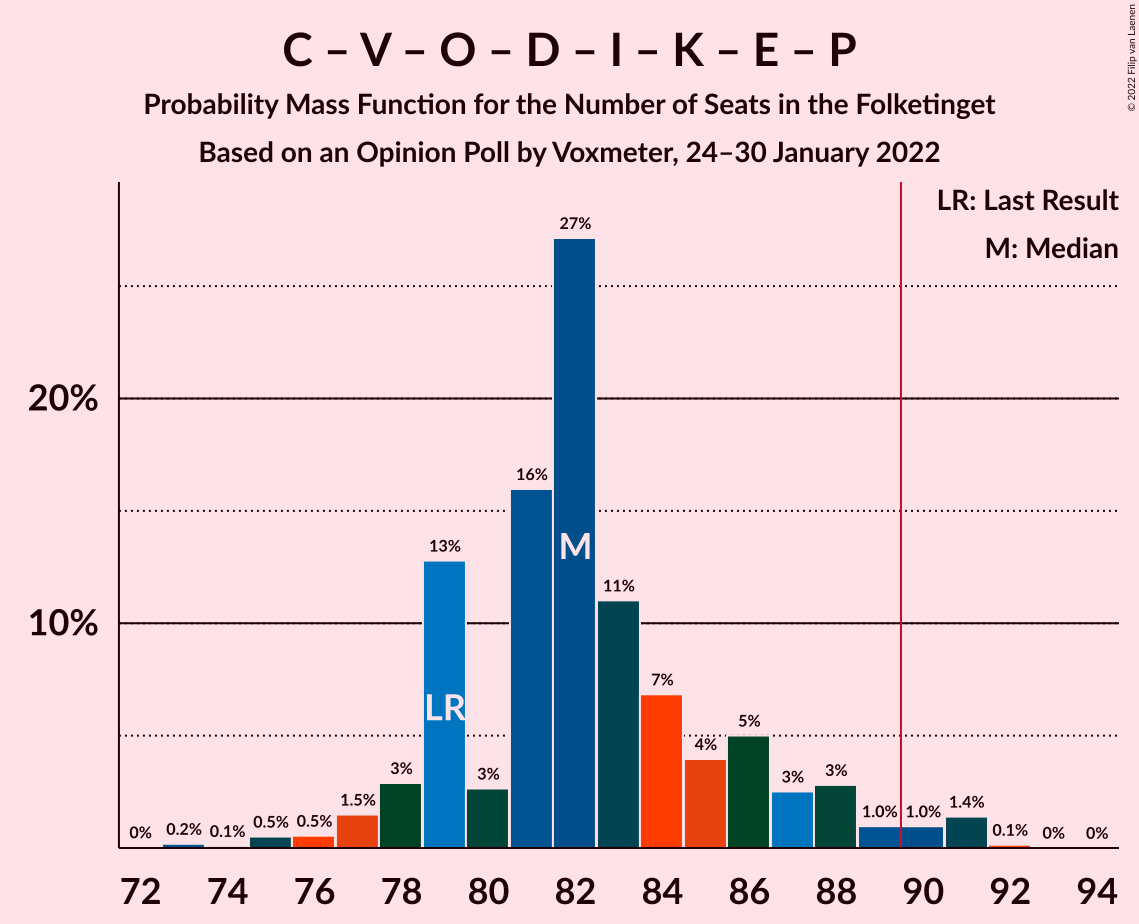 C – V – O – D – I – K – E – P
Probability Mass Function for the Number of Seats in the Folketinget
Based on an Opinion Poll by Voxmeter, 24–30 January 2022
© 2022 Filip van Laenen
LR: Last Result
M: Median
20%
10%
0%
0.2%
0.1%
0.5%
0.5%
1.5%
3%
13%
3%
16%
27%
11%
7%
4%
5%
3%
3%
1.0%
1.0%
1.4%
0.1%
0%
0%
LR
M
72 74 76 78 80 82 84 86 88 90 92 94